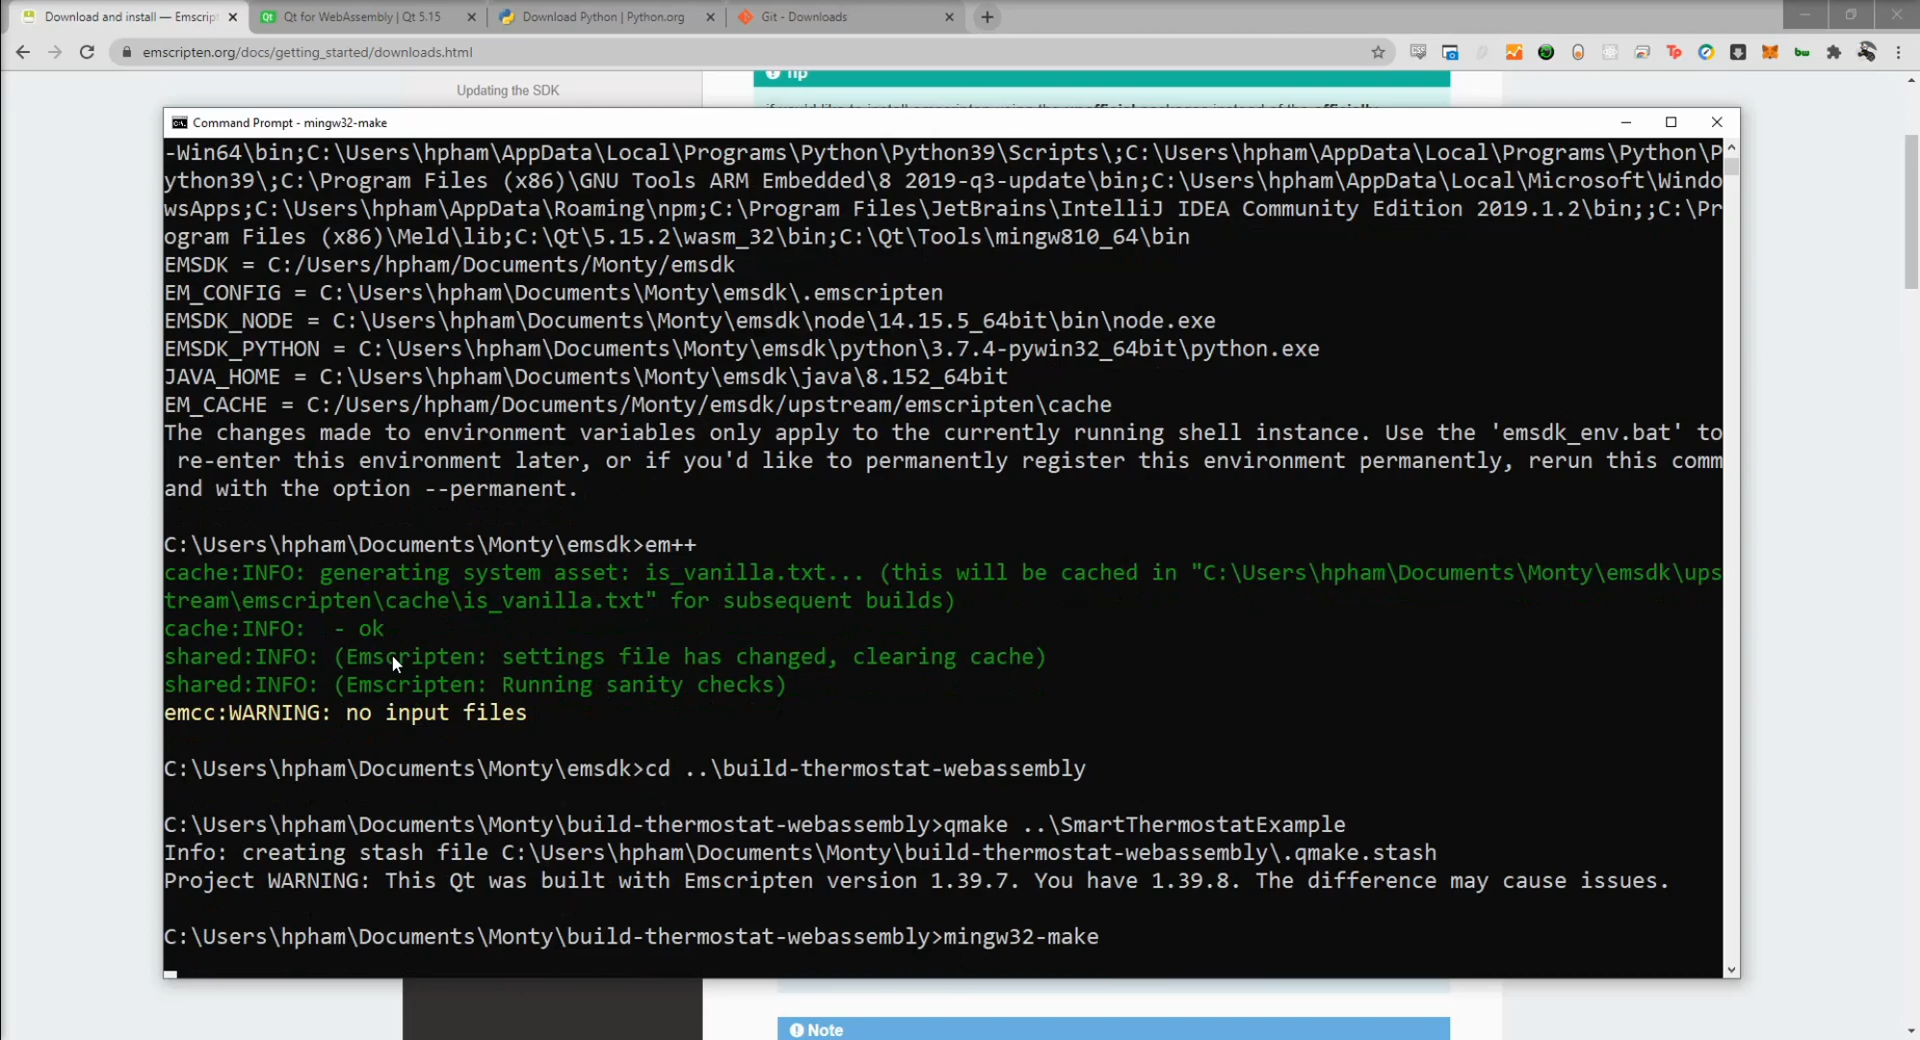 Download and install — Emscript
Qt for WebAssembly | Qt 5.15
Download Python | Python.org
Git - Downloads
emscripten.org/docs/getting_started/downloads.html
Updating the SDK
Tip
Command Prompt - mingw32-make
-Win64\bin;C:\Users\hpham\AppData\Local\Programs\Python\Python39\Scripts\;C:\Users\hpham\AppData\Local\Programs\Python\P
ython39\;C:\Program Files (x86)\GNU Tools ARM Embedded\8 2019-q3-update\bin;C:\Users\hpham\AppData\Local\Microsoft\Windo
wsApps;C:\Users\hpham\AppData\Roaming\npm;C:\Program Files\JetBrains\IntelliJ IDEA Community Edition 2019.1.2\bin;;C:\Pr
ogram Files (x86)\Meld\lib;C:\Qt\5.15.2\wasm_32\bin;C:\Qt\Tools\mingw810_64\bin
EMSDK = C:/Users/hpham/Documents/Monty/emsdk
EM_CONFIG = C:\Users\hpham\Documents\Monty\emsdk\.emscripten
EMSDK_NODE = C:\Users\hpham\Documents\Monty\emsdk\node\14.15.5_64bit\bin\node.exe
EMSDK_PYTHON = C:\Users\hpham\Documents\Monty\emsdk\python\3.7.4-pywin32_64bit\python.exe
JAVA_HOME = C:\Users\hpham\Documents\Monty\emsdk\java\8.152_64bit
EM_CACHE = C:/Users/hpham/Documents/Monty/emsdk/upstream/emscripten\cache
The changes made to environment variables only apply to the currently running shell instance. Use the 'emsdk_env.bat' to
re-enter this environment later, or if you'd like to permanently register this environment permanently, rerun this comm
and with the option --permanent.
C:\Users\hpham\Documents\Monty\emsdk>em++
cache:INFO: generating system asset: is_vanilla.txt... (this will be cached in "C:\Users\hpham\Documents\Monty\emsdk\ups
tream\emscripten\cache\is_vanilla.txt" for subsequent builds)
cache:INFO:  - ok
shared:INFO: (Emscripten: settings file has changed, clearing cache)
shared:INFO: (Emscripten: Running sanity checks)
emcc:WARNING: no input files
C:\Users\hpham\Documents\Monty\emsdk>cd ..\build-thermostat-webassembly
C:\Users\hpham\Documents\Monty\build-thermostat-webassembly>qmake ..\SmartThermostatExample
Info: creating stash file C:\Users\hpham\Documents\Monty\build-thermostat-webassembly\.qmake.stash
Project WARNING: This Qt was built with Emscripten version 1.39.7. You have 1.39.8. The difference may cause issues.
C:\Users\hpham\Documents\Monty\build-thermostat-webassembly>mingw32-make
Note